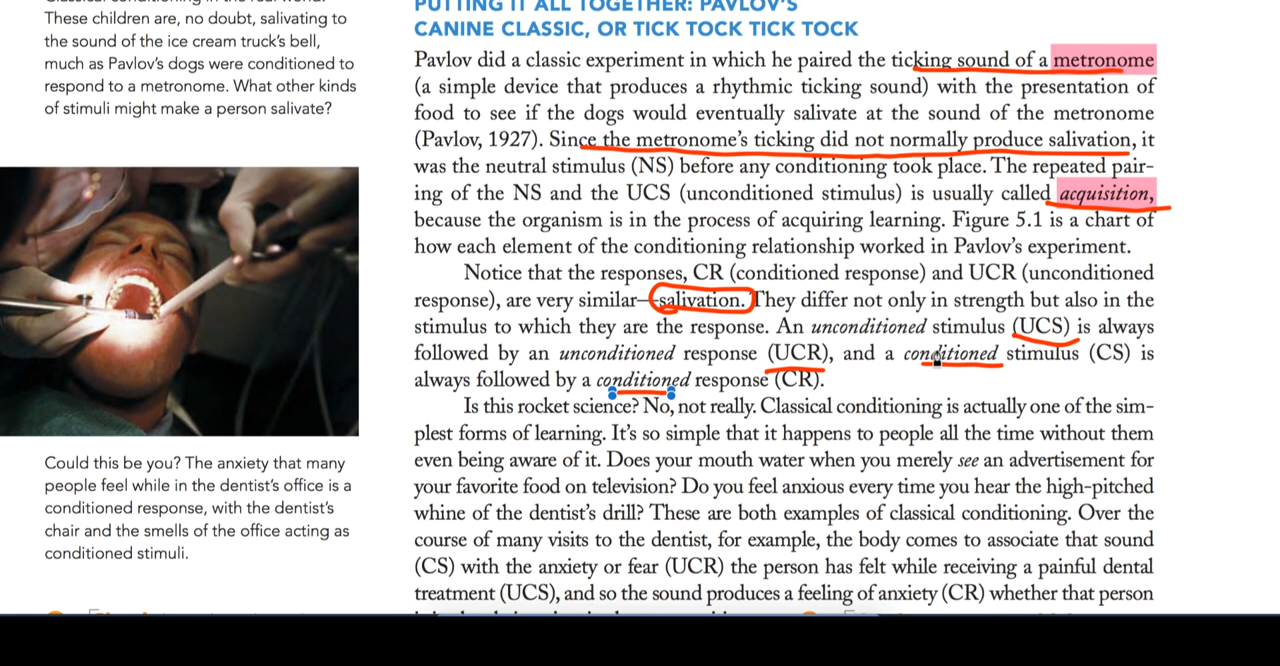 These children are, no doubt, salivating to
the sound of the ice cream truck's bell,
much as Pavlov's dogs were conditioned to
respond to a metronome. What other kinds
of stimuli might make a person salivate?
Could this be you? The anxiety that many
people feel while in the dentist's office is a
conditioned response, with the dentist's
chair and the smells of the office acting as
conditioned stimuli.
PUTTING IT ALL TOGETHER: PAVLOV'S
CANINE CLASSIC, OR TICK TOCK TICK TOCK
Pavlov did a classic experiment in which he paired the ticking sound of a metronome
(a simple device that produces a rhythmic ticking sound) with the presentation of
food to see if the dogs would eventually salivate at the sound of the metronome
(Pavlov, 1927). Since the metronome's ticking did not normally produce salivation, it
was the neutral stimulus (NS) before any conditioning took place. The repeated pair-
ing of the NS and the UCS (unconditioned stimulus) is usually called acquisition,
because the organism is in the process of acquiring learning. Figure 5.1 is a chart of
how each element of the conditioning relationship worked in Pavlov's experiment.
Notice that the responses, CR (conditioned response) and UCR (unconditioned
response), are very similar—salivation. They differ not only in strength but also in the
stimulus to which they are the response. An unconditioned stimulus (UCS) is always
followed by an unconditioned response (UCR), and a conditioned stimulus (CS) is
always followed by a conditioned response (CR).
Is this rocket science? No, not really. Classical conditioning is actually one of the sim-
plest forms of learning. It's so simple that it happens to people all the time without them
even being aware of it. Does your mouth water when you merely see an advertisement for
your favorite food on television? Do you feel anxious every time you hear the high-pitched
whine of the dentist's drill? These are both examples of classical conditioning. Over the
course of many visits to the dentist, for example, the body comes to associate that sound
(CS) with the anxiety or fear (UCR) the person has felt while receiving a painful dental
treatment (UCS), and so the sound produces a feeling of anxiety (CR) whether that person